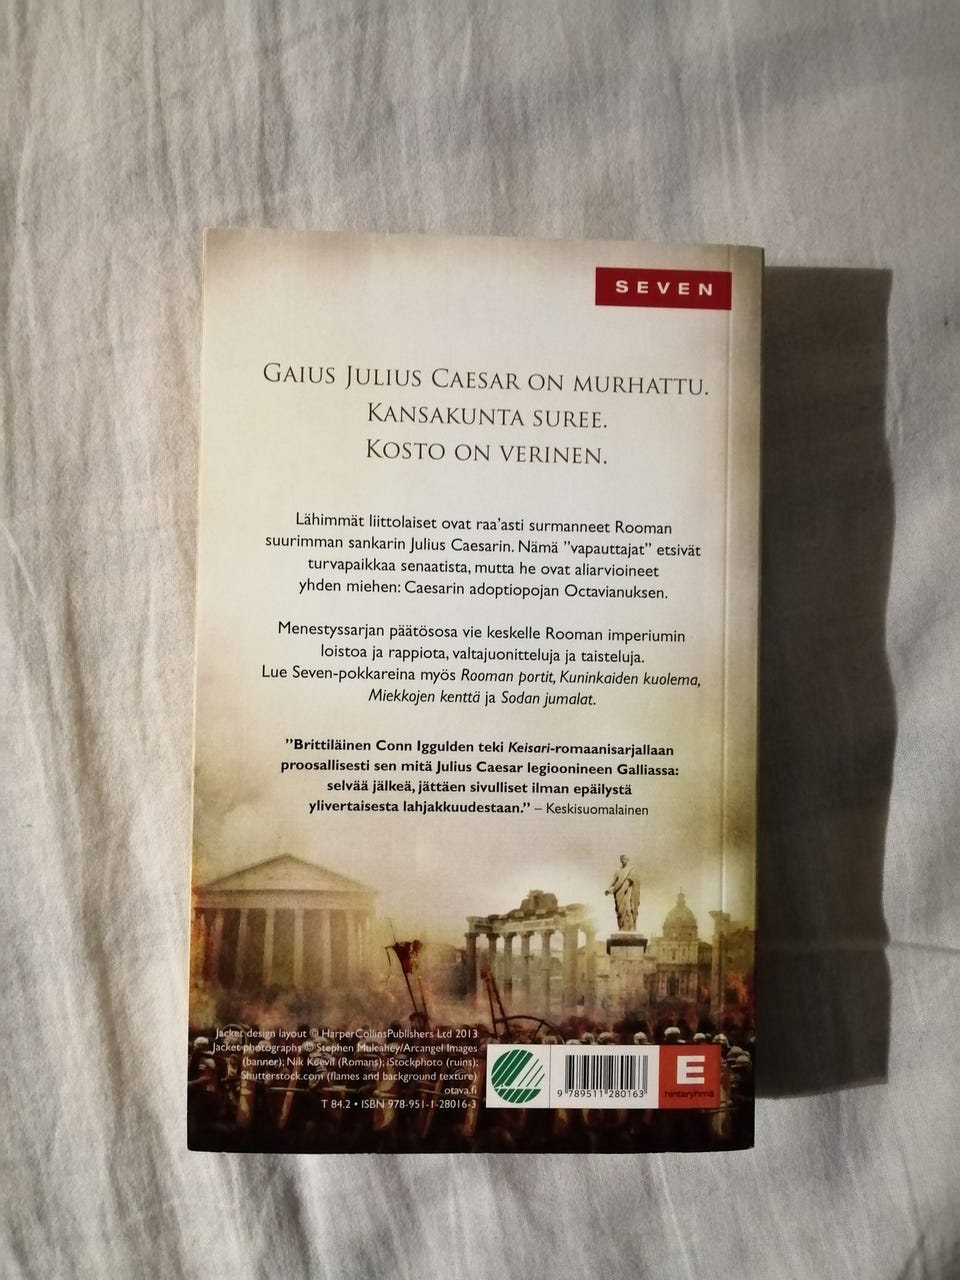 SEVEN
GAIUS JULIUS CAESAR ON MURHATTU.
KANSAKUNTA SUREE.
KOSTO ON VERINEN.
Lähimmät liittolaiset ovat raa'asti surmanneet Rooman
suurimman sankarin Julius Caesarin. Nämä ”vapauttajat” etsivät
turvapaikkaa senaatista, mutta he ovat aliarvioineet
yhden miehen: Caesarin adoptiopojan Octavianuksen.
Menestyssarjan päätösosa vie keskelle Rooman imperiumin
loistoa ja rappiota, valtajuonitteluja ja taisteluja.
Lue Seven-pokkareina myös Rooman portit, Kuninkaiden kuolema,
Miekkojen kenttä ja Sodan jumalat.
”Brittiläinen Conn Iggulden teki Keisari-romaanisarjallaan
proosallisesti sen mitä Julius Caesar legioonineen Galliassa:
selvää jälkeä, jättäen sivulliset ilman epäilystä
ylivertaisesta lahjakkuudestaan.” – Keskisuomalainen
Jacket design layout © HarperCollinsPublishers Ltd 2013
Jacket photographs © Stephen Mulcahey/Arcangel Images
(banner); Nik Keevil (Romans); iStockphoto (ruins);
Shutterstock.com (flames and background texture)
otava.fi
T 84.2 • ISBN 978-951-1-28016-3
9 789511 280163
E
hintaryhmä